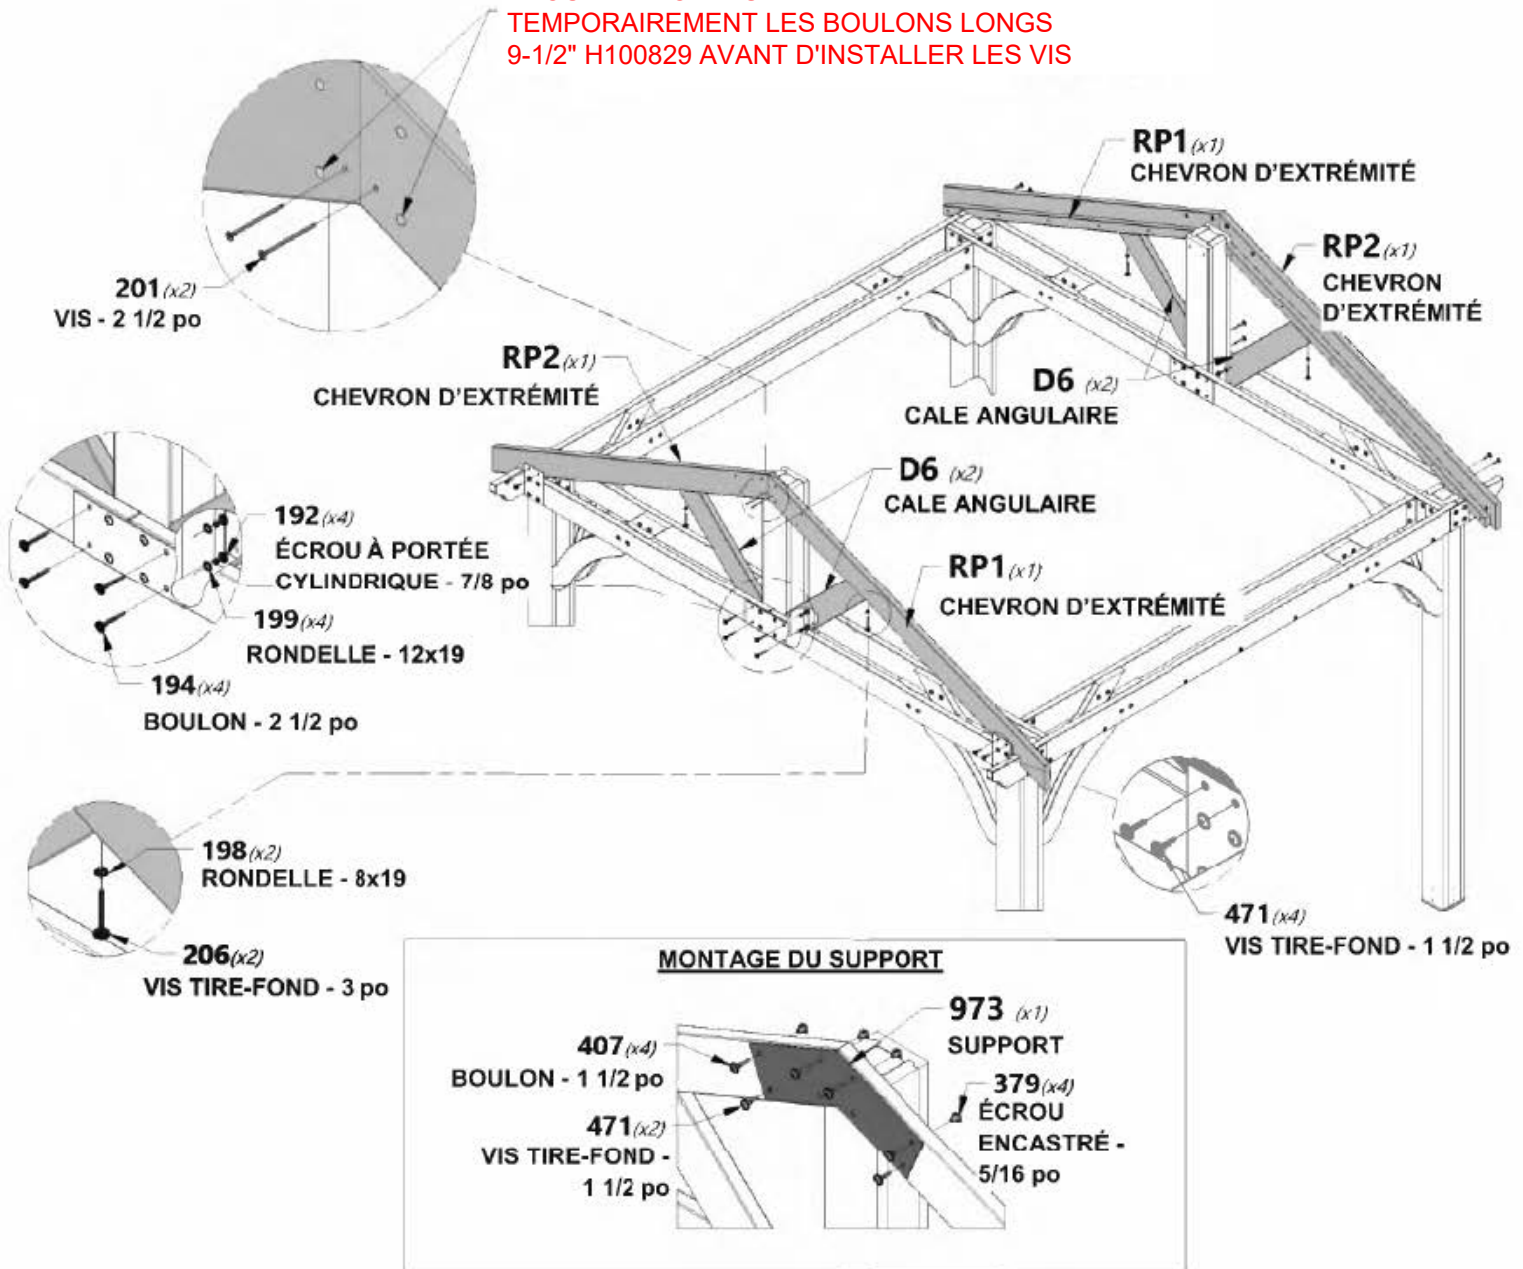 TEMPORAIREMENT LES BOULONS LONGS
9-1/2" H100829 AVANT D'INSTALLER LES VIS
RP1 (x1)
CHEVRON D'EXTRÉMITÉ
RP2 (x1)
CHEVRON
D'EXTRÉMITÉ
201 (x2)
VIS - 2 1/2 po
RP2 (x1)
CHEVRON D'EXTRÉMITÉ
D6 (x2)
CALE ANGULAIRE
D6 (x2)
CALE ANGULAIRE
192 (x4)
ÉCROU À PORTÉE
CYLINDRIQUE - 7/8 po
RP1 (x1)
CHEVRON D'EXTRÉMITÉ
199 (x4)
RONDELLE - 12x19
194 (x4)
BOULON - 2 1/2 po
198 (x2)
RONDELLE - 8x19
206 (x2)
VIS TIRE-FOND - 3 po
471 (x4)
VIS TIRE-FOND - 1 1/2 po
MONTAGE DU SUPPORT
973 (x1)
SUPPORT
407 (x4)
BOULON - 1 1/2 po
379 (x4)
ÉCROU
ENCASTRÉ -
5/16 po
471 (x2)
VIS TIRE-FOND -
1 1/2 po